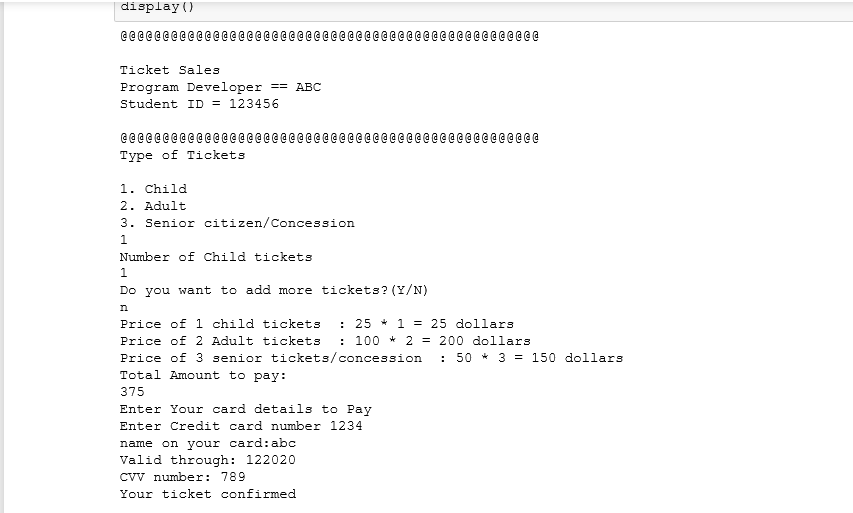 display()
@@@@@@@@@@@@@@@@@@@@@@@@@@@@@@@@@@@@@@@@@@@@@@@@@@
Ticket Sales
Program Developer == ABC
Student ID = 123456
@@@@@@@@@@@@@@@@@@@@@@@@@@@@@@@@@@@@@@@@@@@@@@@@@@
Type of Tickets
1. Child
2. Adult
3. Senior citizen/Concession
1
Number of Child tickets
1
Do you want to add more tickets?(Y/N)
n
Price of 1 child tickets  : 25 * 1 = 25 dollars
Price of 2 Adult tickets  : 100 * 2 = 200 dollars
Price of 3 senior tickets/concession  : 50 * 3 = 150 dollars
Total Amount to pay:
375
Enter Your card details to Pay
Enter Credit card number 1234
name on your card:abc
Valid through: 122020
CVV number: 789
Your ticket confirmed